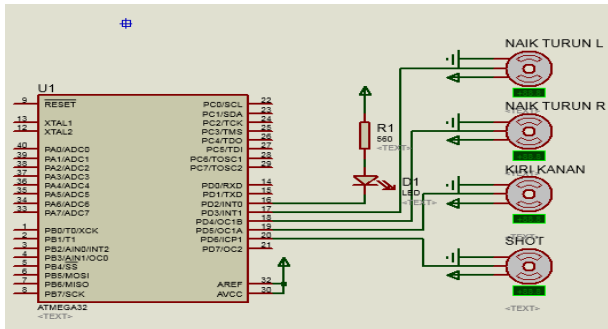 U1
9 RESET
13 XTAL1
12 XTAL2
40 PA0/ADC0
39 PA1/ADC1
38 PA2/ADC2
37 PA3/ADC3
36 PA4/ADC4
35 PA5/ADC5
34 PA6/ADC6
33 PA7/ADC7
1 PB0/T0/XCK
2 PB1/T1
3 PB2/AIN0/INT2
4 PB3/AIN1/OC0
5 PB4/SS
6 PB5/MOSI
7 PB6/MISO
8 PB7/SCK
PC0/SCL 22
PC1/SDA 23
PC2/TCK 24
PC3/TMS 25
PC4/TDO 26
PC5/TDI 27
PC6/TOSC1 28
PC7/TOSC2 29
PD0/RXD 14
PD1/TXD 15
PD2/INT0 16
PD3/INT1 17
PD4/OC1B 18
PD5/OC1A 19
PD6/ICP1 20
PD7/OC2 21
AREF 32
AVCC 30
ATMEGA32
<TEXT>
R1
560
<TEXT>
D1
LED
<TEXT>
NAIK TURUN L
<TEXT>
NAIK TURUN R
<TEXT>
KIRI KANAN
<TEXT>
SHOT
<TEXT>